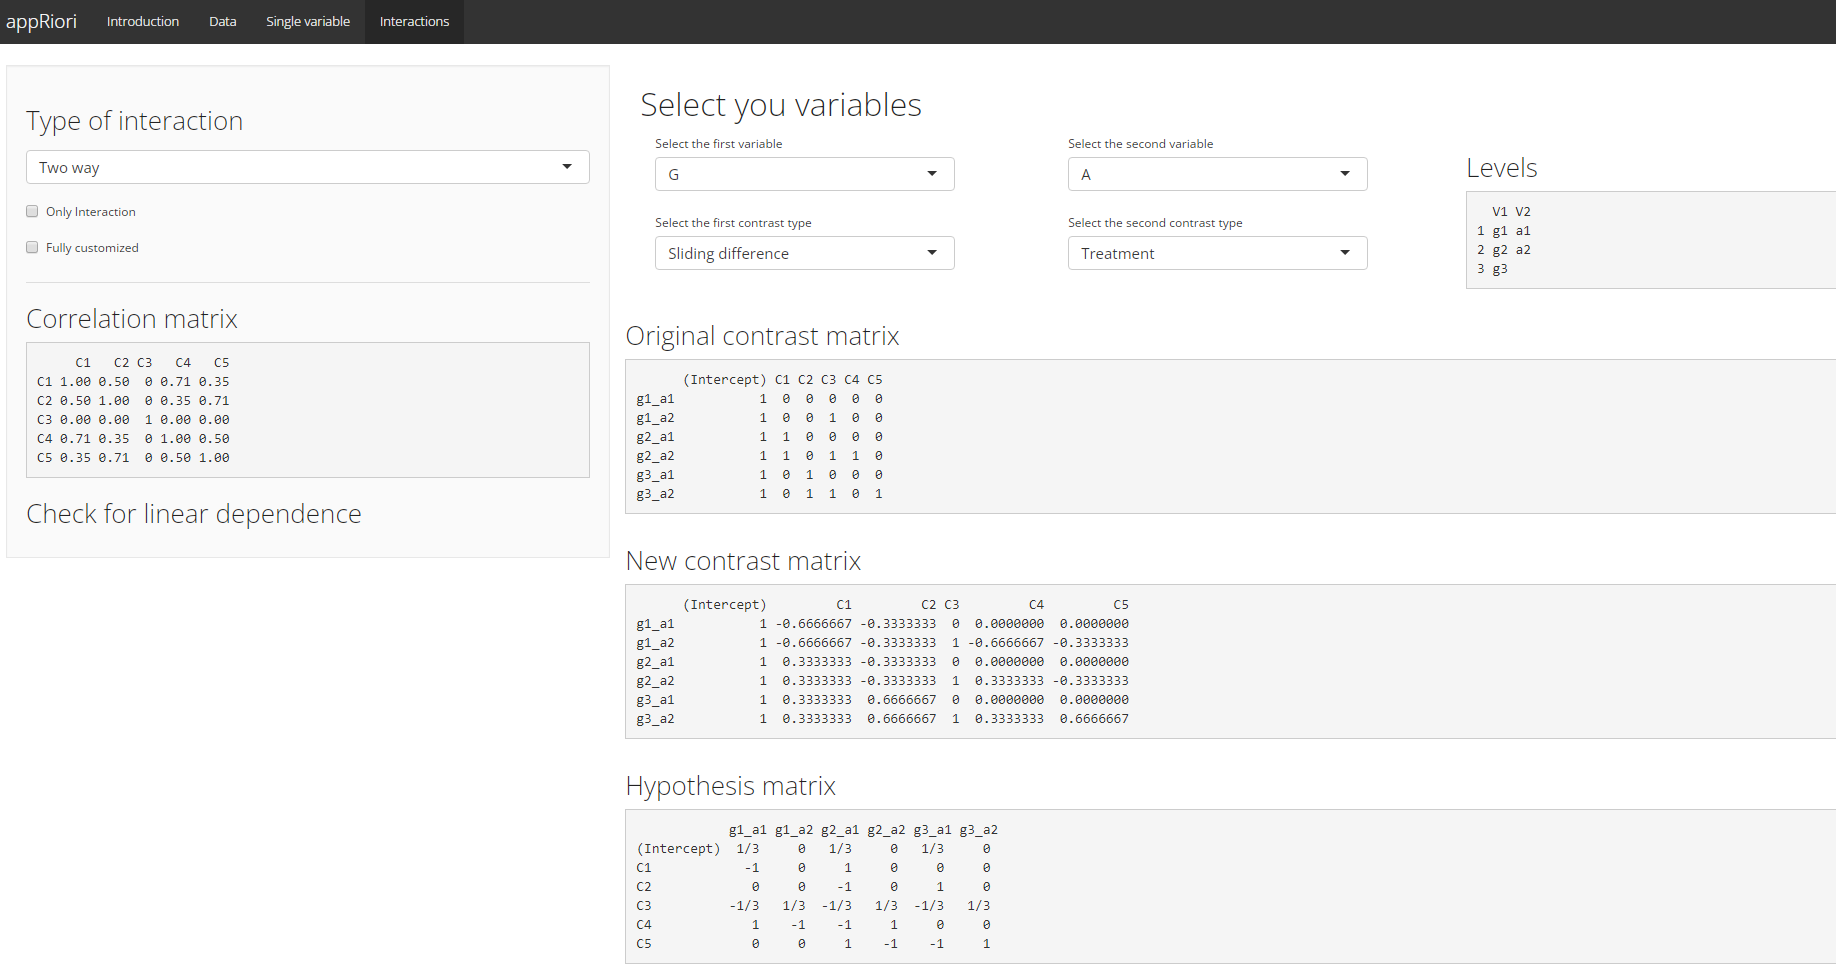 appRiori Introduction Data Single variable Interactions
Type of interaction
Two way
Only Interaction
Fully customized
Correlation matrix
     C1   C2 C3   C4   C5
C1 1.00 0.50  0 0.71 0.35
C2 0.50 1.00  0 0.35 0.71
C3 0.00 0.00  1 0.00 0.00
C4 0.71 0.35  0 1.00 0.50
C5 0.35 0.71  0 0.50 1.00
Check for linear dependence
Select you variables
Select the first variable
G
Select the second variable
A
Select the first contrast type
Sliding difference
Select the second contrast type
Treatment
Levels
  V1 V2
1 g1 a1
2 g2 a2
3 g3
Original contrast matrix
      (Intercept) C1 C2 C3 C4 C5
g1_a1           1  0  0  0  0  0
g1_a2           1  0  0  1  0  0
g2_a1           1  1  0  0  0  0
g2_a2           1  1  0  1  1  0
g3_a1           1  0  1  0  0  0
g3_a2           1  0  1  1  0  1
New contrast matrix
      (Intercept)         C1         C2 C3         C4         C5
g1_a1           1 -0.6666667 -0.3333333  0  0.0000000  0.0000000
g1_a2           1 -0.6666667 -0.3333333  1 -0.6666667 -0.3333333
g2_a1           1  0.3333333 -0.3333333  0  0.0000000  0.0000000
g2_a2           1  0.3333333 -0.3333333  1  0.3333333 -0.3333333
g3_a1           1  0.3333333  0.6666667  0  0.0000000  0.0000000
g3_a2           1  0.3333333  0.6666667  1  0.3333333  0.6666667
Hypothesis matrix
            g1_a1 g1_a2 g2_a1 g2_a2 g3_a1 g3_a2
(Intercept)  1/3     0   1/3     0   1/3     0
C1            -1     0     1     0     0     0
C2             0     0    -1     0     1     0
C3          -1/3   1/3  -1/3   1/3  -1/3   1/3
C4             1    -1    -1     1     0     0
C5             0     0     1    -1    -1     1